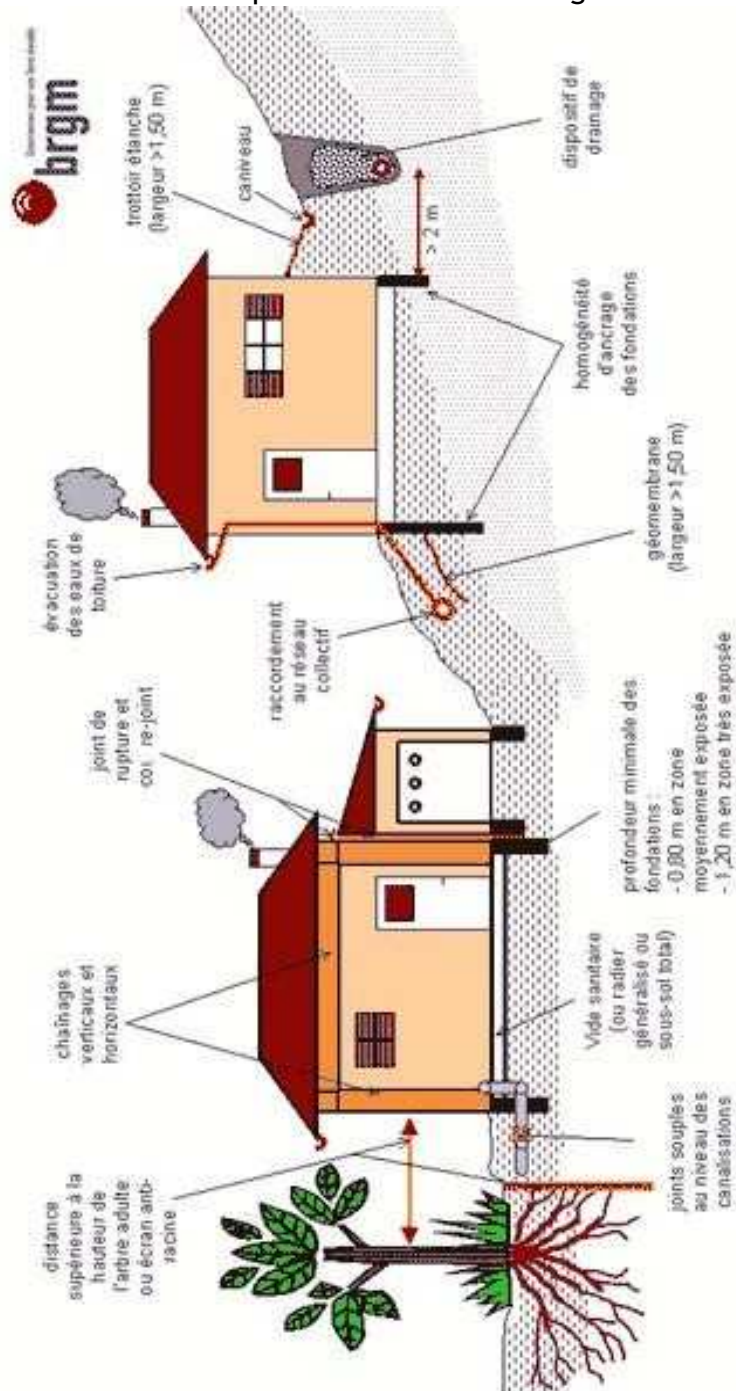 brgm
distance
supérieure à la
hauteur de
l'arbre adulte
ou écran anti-
racine
chaînages
verticaux et
horizontaux
joint de
rupture et
re-joint
évacuation
des eaux de
toiture
trottoir étanche
(largeur >1,50 m)
caniveau
raccordement
au réseau
collectif
> 2 m
dispositif de
drainage
homogénéité
d'ancrage
des fondations
géomembrane
(largeur >1,50 m)
profondeur minimale des
fondations :
- 0,80 m en zone
moyennement exposée
- 1,20 m en zone très exposée
Vide sanitaire
(ou radier
généralisé ou
sous-sol total)
joints souples
au niveau des
canalisations